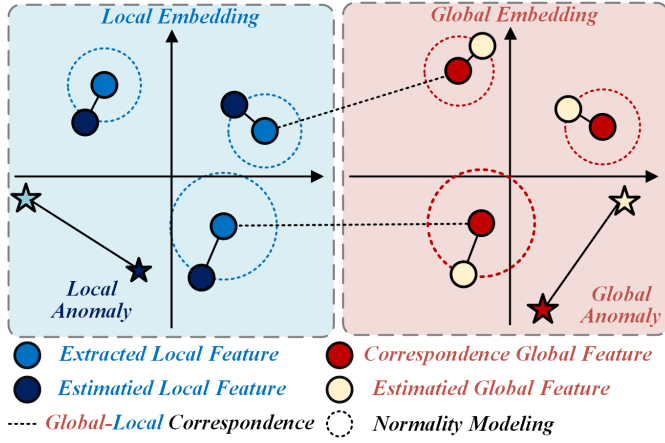 Local Embedding
Global Embedding
Local
Anomaly
Global
Anomaly
Extracted Local Feature
Correspondence Global Feature
Estimatied Local Feature
Estimatied Global Feature
Global-Local Correspondence
Normality Modeling